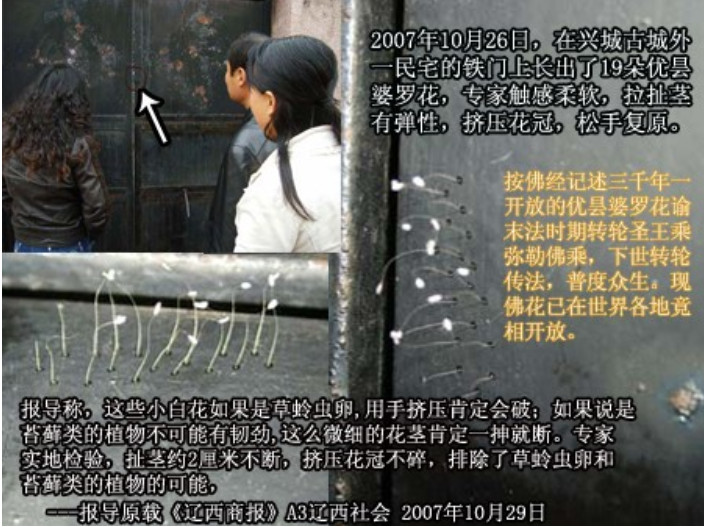 2007年10月26日，在兴城古城外
一民宅的铁门上长出了19朵优昙
婆罗花，专家触感柔软，拉扯茎
有弹性，挤压花冠，松手复原。
按佛经记述三千年一
开放的优昙婆罗花谕
末法时期转轮圣王乘
弥勒佛乘，下世转轮
传法，普度众生。现
佛花已在世界各地竞
相开放。
报导称，这些小白花如果是草蛉虫卵,用手挤压肯定会破；如果说是
苔藓类的植物不可能有韧劲,这么微细的花茎肯定一抻就断。专家
实地检验，扯茎约2厘米不断，挤压花冠不碎，排除了草蛉虫卵和
苔藓类的植物的可能,
---报导原载《辽西商报》A3辽西社会 2007年10月29日